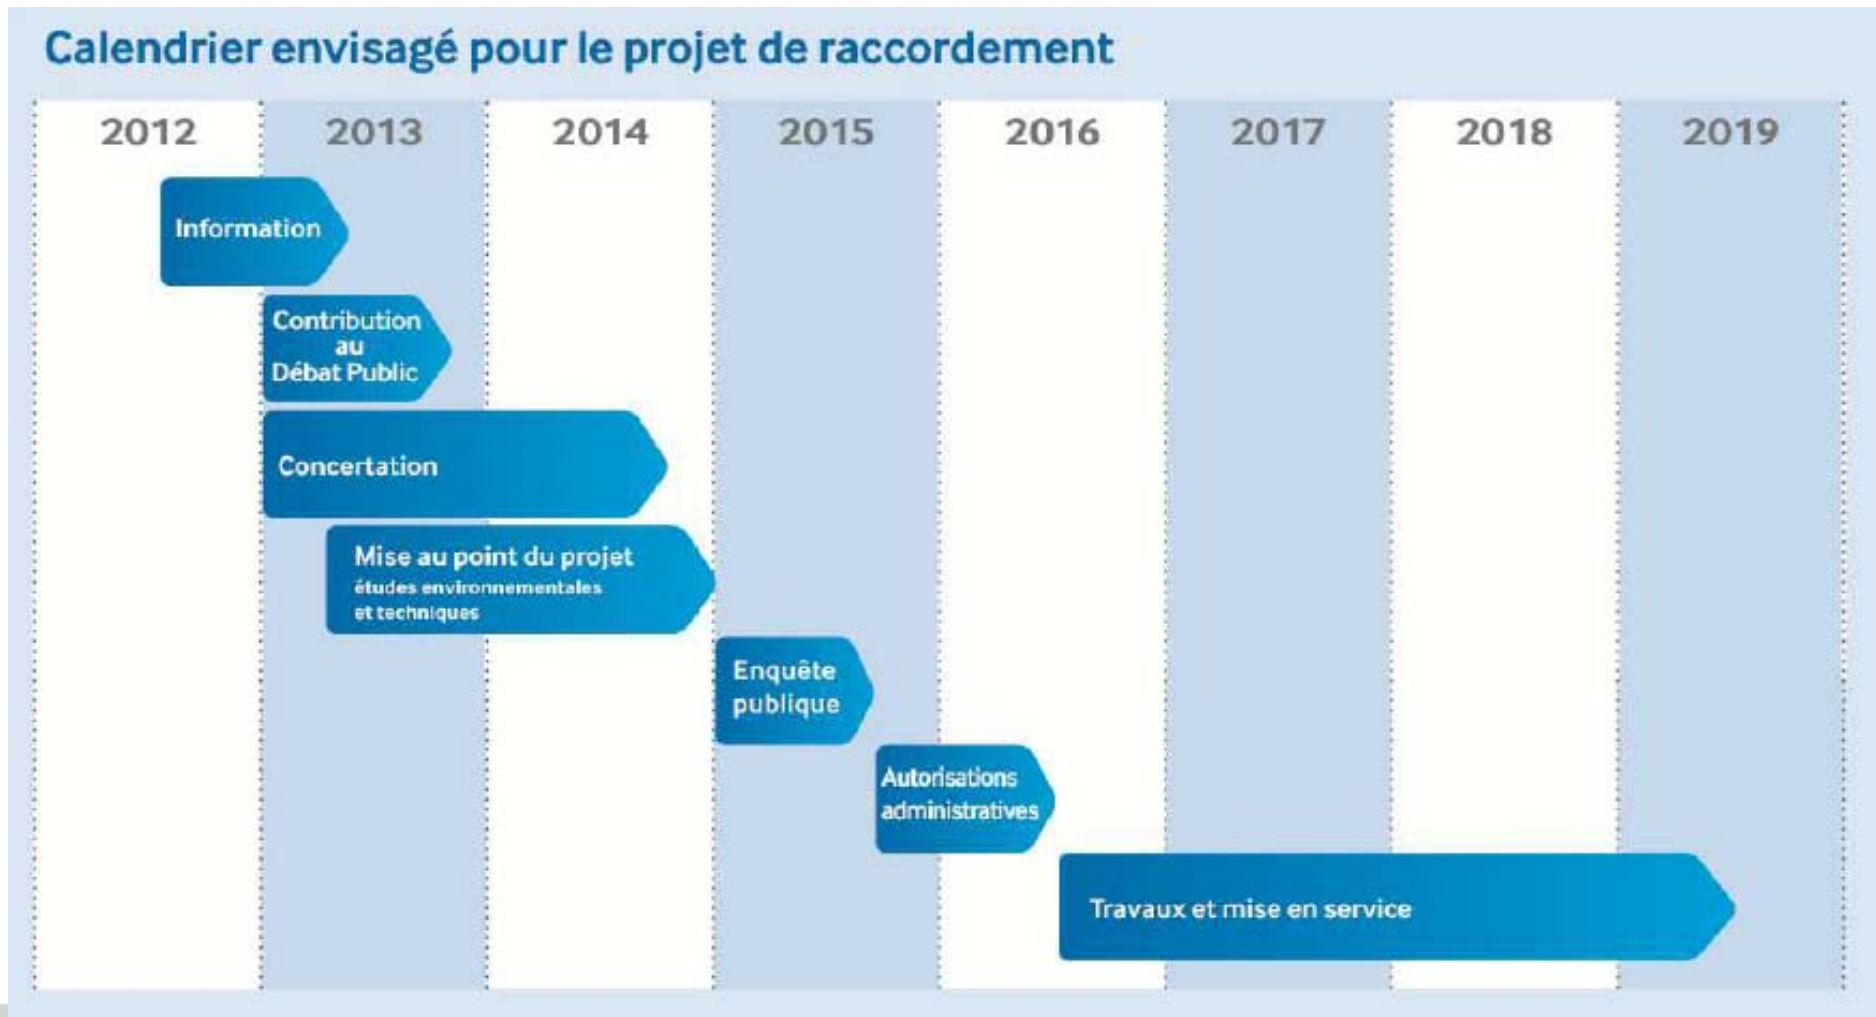 Calendrier envisagé pour le projet de raccordement
2012 2013 2014 2015 2016 2017 2018 2019
Information
Contribution
au
Débat Public
Concertation
Mise au point du projet
études environnementales
et techniques
Enquête
publique
Autorisations
administratives
Travaux et mise en service